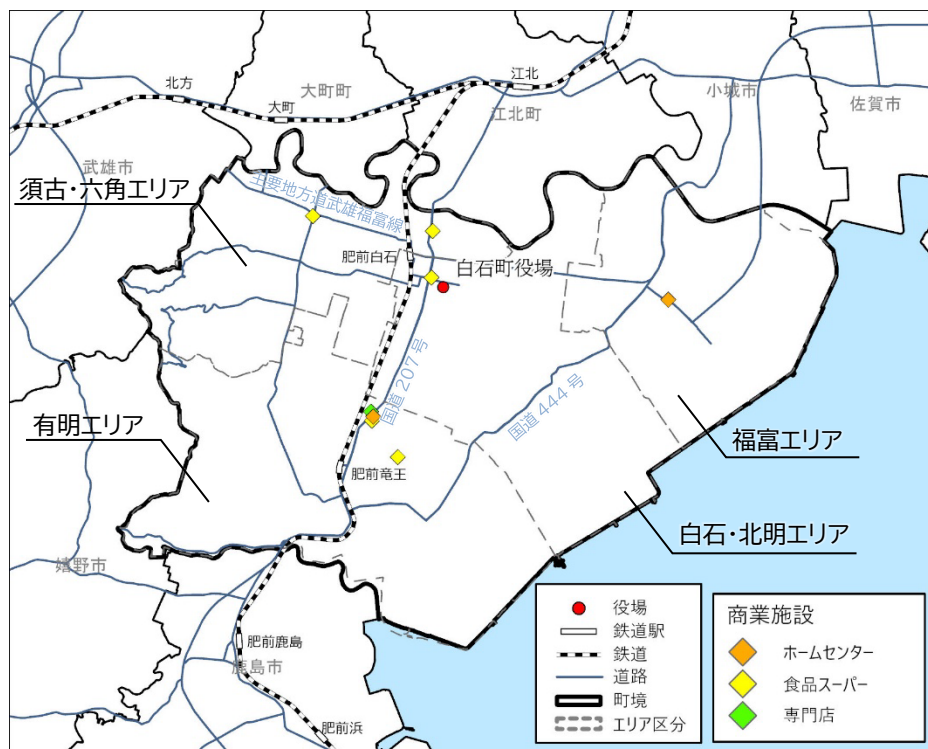 北方
大町
大町町
江北
江北町
小城市
佐賀市
武雄市
須古・六角エリア
主要地方道武雄福富線
肥前白石
白石町役場
国道 207 号
国道 444 号
有明エリア
肥前竜王
福富エリア
白石・北明エリア
嬉野市
肥前鹿島
鹿島市
肥前浜
役場
鉄道駅
鉄道
道路
町境
エリア区分
商業施設
ホームセンター
食品スーパー
専門店